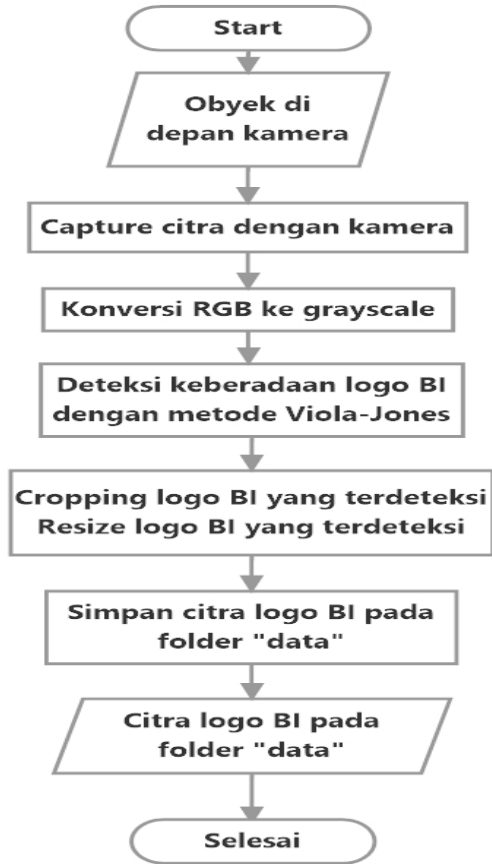 Start
Obyek di
depan kamera
Capture citra dengan kamera
Konversi RGB ke grayscale
Deteksi keberadaan logo BI
dengan metode Viola-Jones
Cropping logo BI yang terdeteksi
Resize logo BI yang terdeteksi
Simpan citra logo BI pada
folder "data"
Citra logo BI pada
folder "data"
Selesai